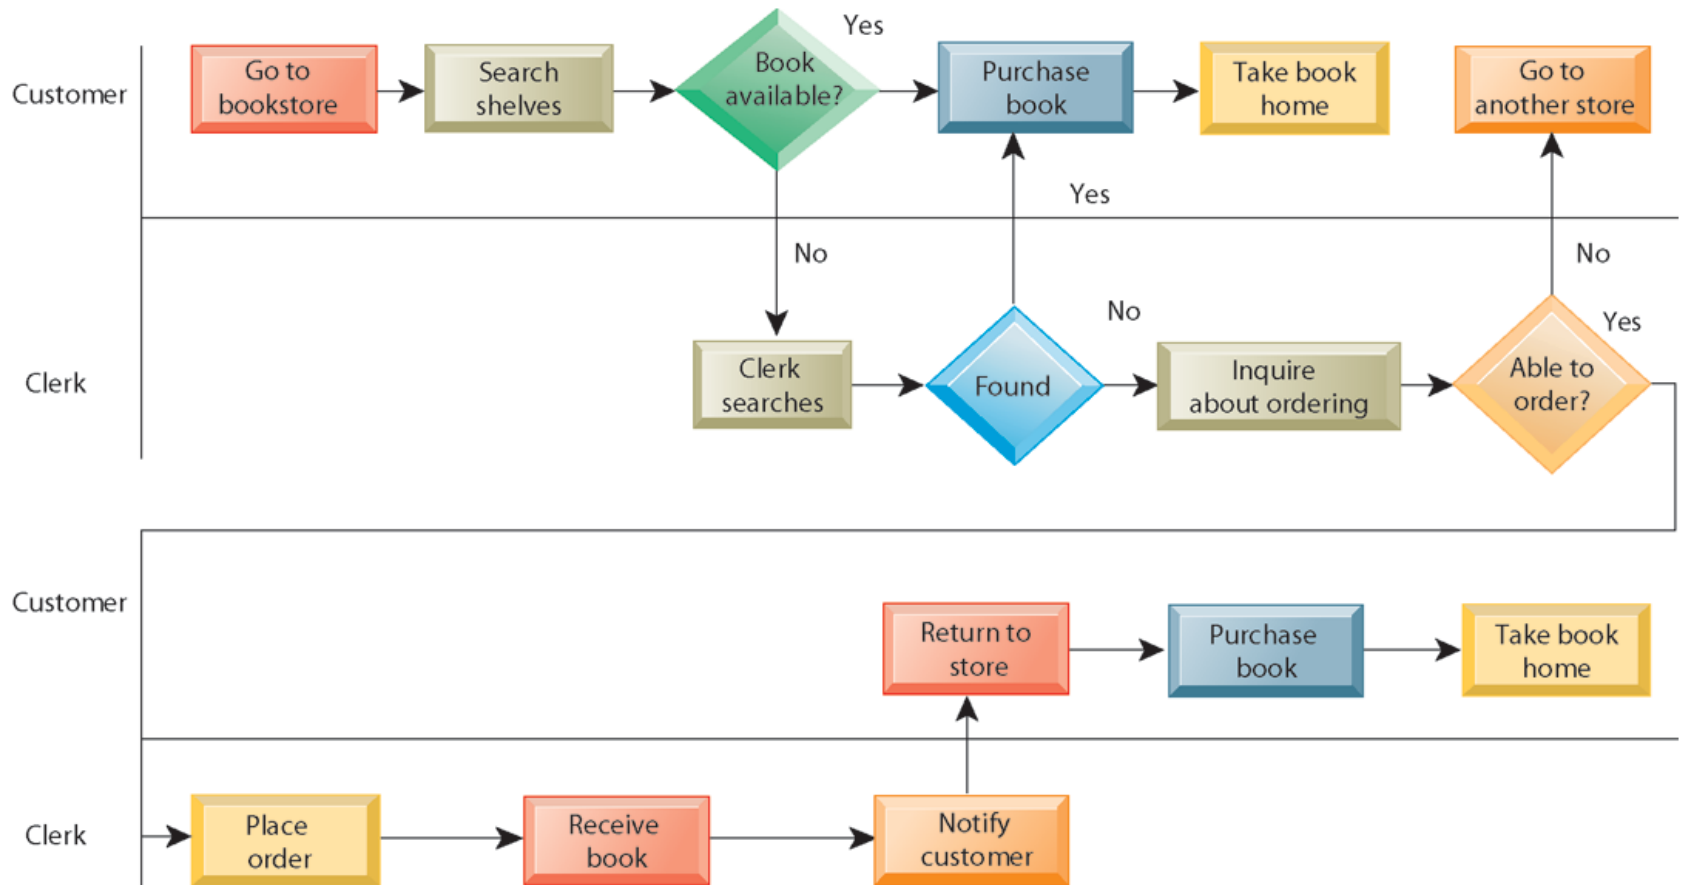 Yes
Customer
Go to
bookstore
Search
shelves
Book
available?
Purchase
book
Take book
home
Go to
another store
Yes
No
No
Clerk
Clerk
searches
Found
No
Inquire
about ordering
Able to
order?
Yes
Customer
Return to
store
Purchase
book
Take book
home
Clerk
Place
order
Receive
book
Notify
customer